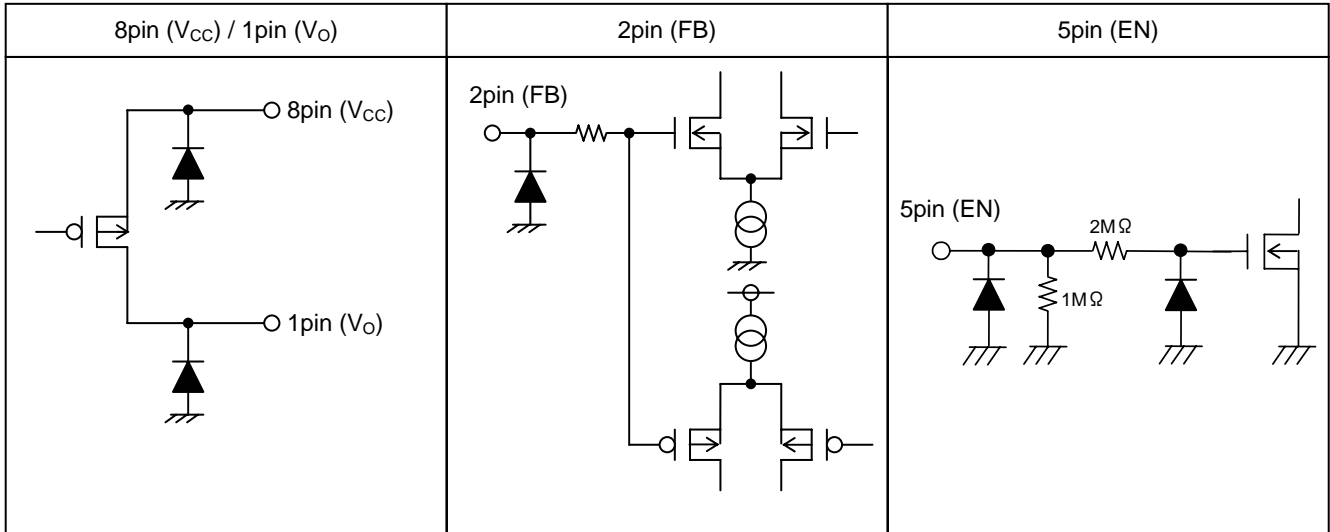 8pin (VCC) / 1pin (VO)
2pin (FB)
5pin (EN)
8pin (VCC)
1pin (VO)
2pin (FB)
5pin (EN)
2MΩ
1MΩ